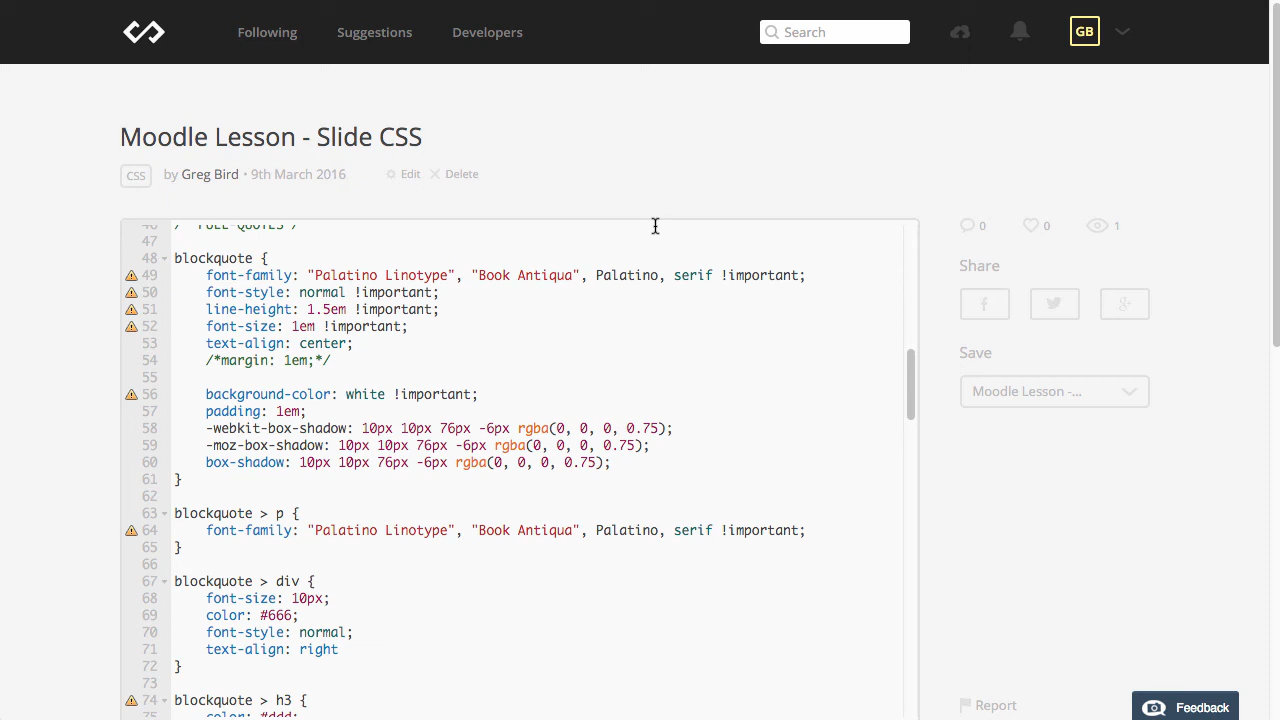 Following Suggestions Developers Search GB
Moodle Lesson - Slide CSS
CSS by Greg Bird • 9th March 2016 Edit Delete
0 0 1
Share
Save
Moodle Lesson -...
46 /* PULL-QUOTES */
47
48 blockquote {
49 font-family: "Palatino Linotype", "Book Antiqua", Palatino, serif !important;
50 font-style: normal !important;
51 line-height: 1.5em !important;
52 font-size: 1em !important;
53 text-align: center;
54 /*margin: 1em;*/
55
56 background-color: white !important;
57 padding: 1em;
58 -webkit-box-shadow: 10px 10px 76px -6px rgba(0, 0, 0, 0.75);
59 -moz-box-shadow: 10px 10px 76px -6px rgba(0, 0, 0, 0.75);
60 box-shadow: 10px 10px 76px -6px rgba(0, 0, 0, 0.75);
61 }
62
63 blockquote > p {
64 font-family: "Palatino Linotype", "Book Antiqua", Palatino, serif !important;
65 }
66
67 blockquote > div {
68 font-size: 10px;
69 color: #666;
70 font-style: normal;
71 text-align: right
72 }
73
74 blockquote > h3 {
75 color: #ddd;
Report
Feedback